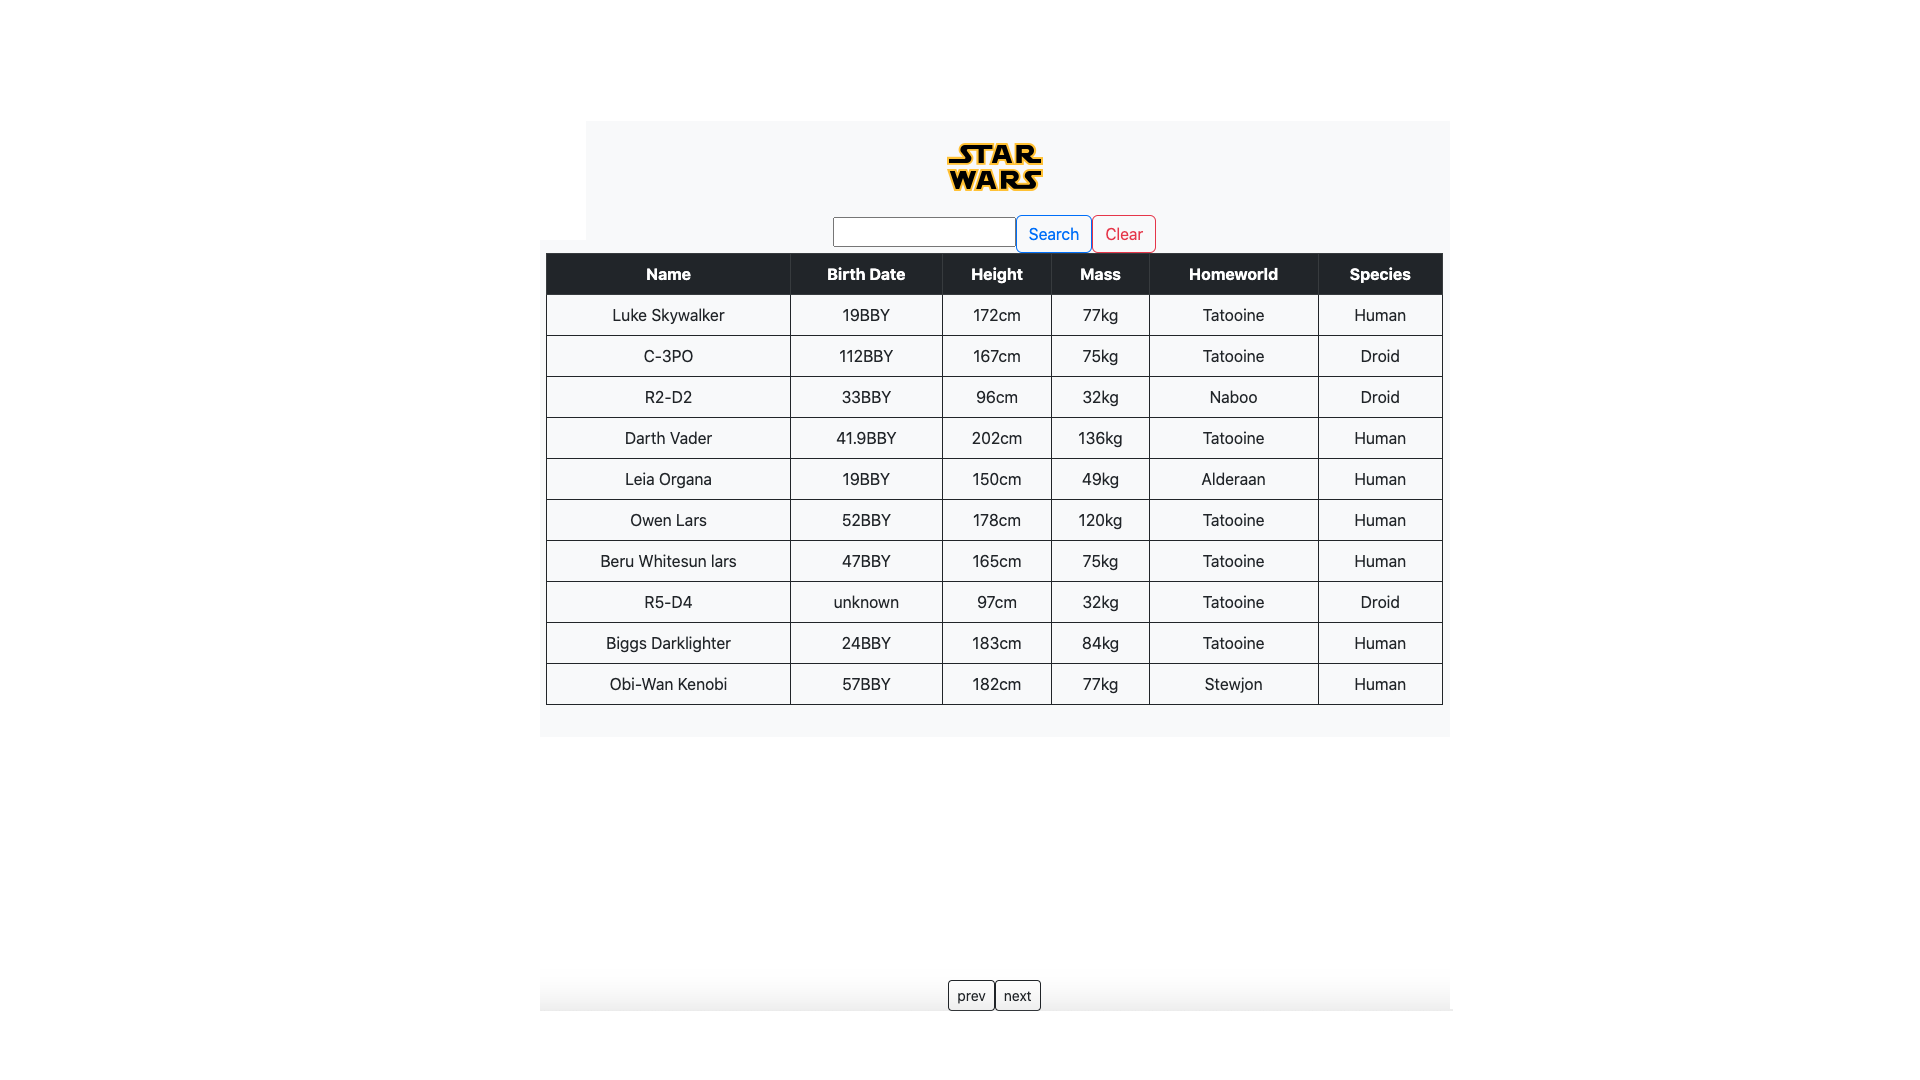 STAR
WARS
Search Clear
Name Birth Date Height Mass Homeworld Species
Luke Skywalker 19BBY 172cm 77kg Tatooine Human
C-3PO 112BBY 167cm 75kg Tatooine Droid
R2-D2 33BBY 96cm 32kg Naboo Droid
Darth Vader 41.9BBY 202cm 136kg Tatooine Human
Leia Organa 19BBY 150cm 49kg Alderaan Human
Owen Lars 52BBY 178cm 120kg Tatooine Human
Beru Whitesun lars 47BBY 165cm 75kg Tatooine Human
R5-D4 unknown 97cm 32kg Tatooine Droid
Biggs Darklighter 24BBY 183cm 84kg Tatooine Human
Obi-Wan Kenobi 57BBY 182cm 77kg Stewjon Human
prev next